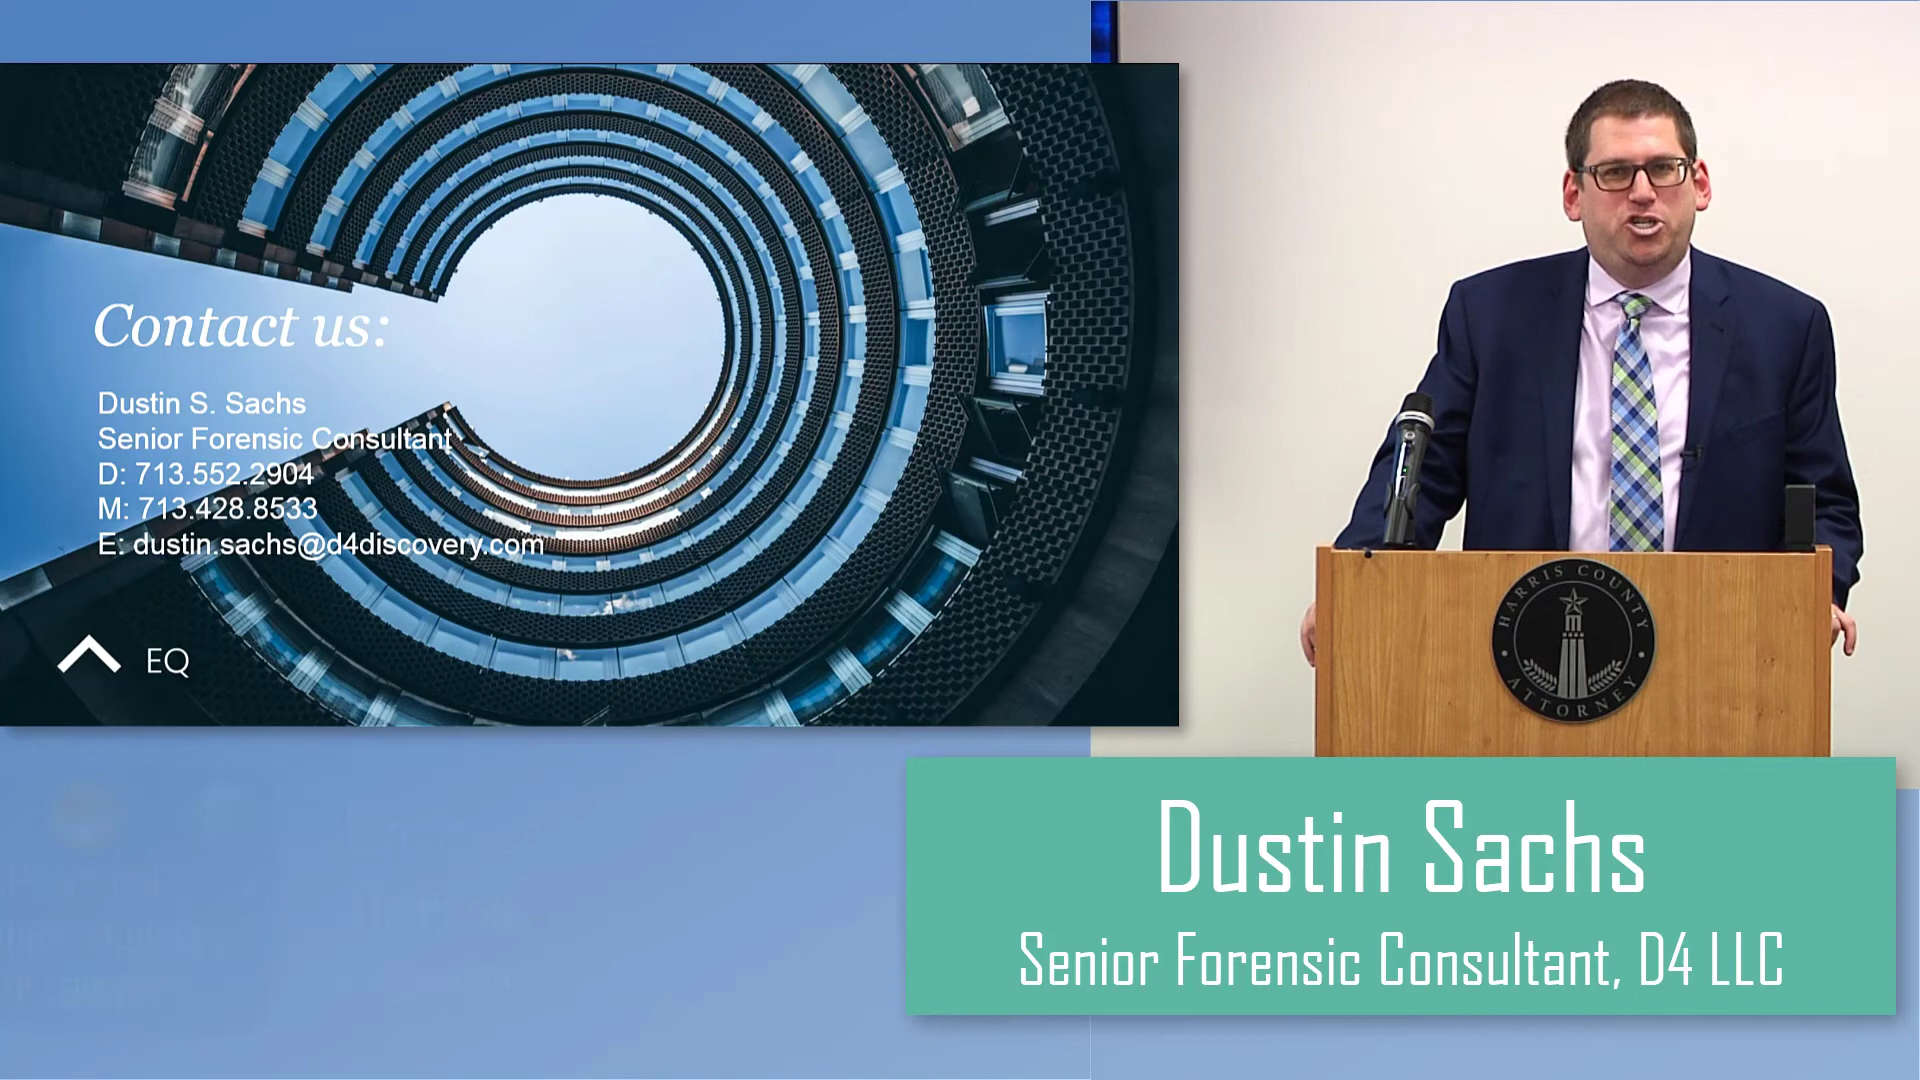 Contact us:
Dustin S. Sachs
Senior Forensic Consultant
D: 713.552.2904
M: 713.428.8533
E: dustin.sachs@d4discovery.com
EQ
HARRIS COUNTY
ATTORNEY
Dustin Sachs
Senior Forensic Consultant, D4 LLC